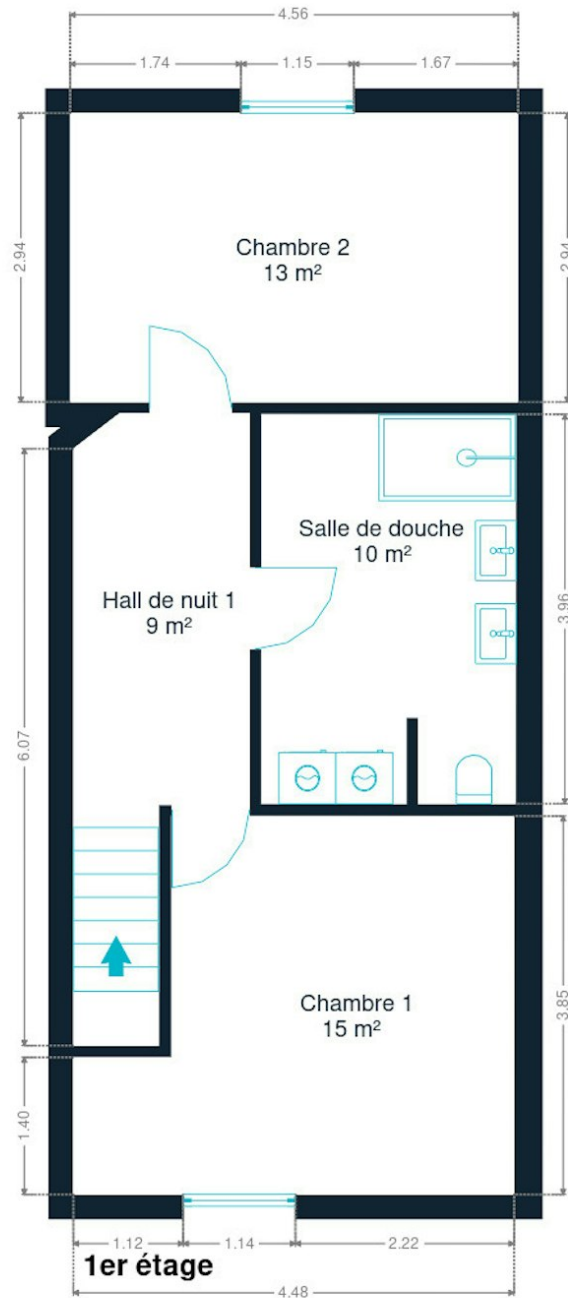 4.56
1.74
1.15
1.67
2.94
2.94
Chambre 2
13 m²
Salle de douche
10 m²
Hall de nuit 1
9 m²
3.96
6.07
Chambre 1
15 m²
3.85
1.40
1.12
1.14
2.22
1er étage
4.48